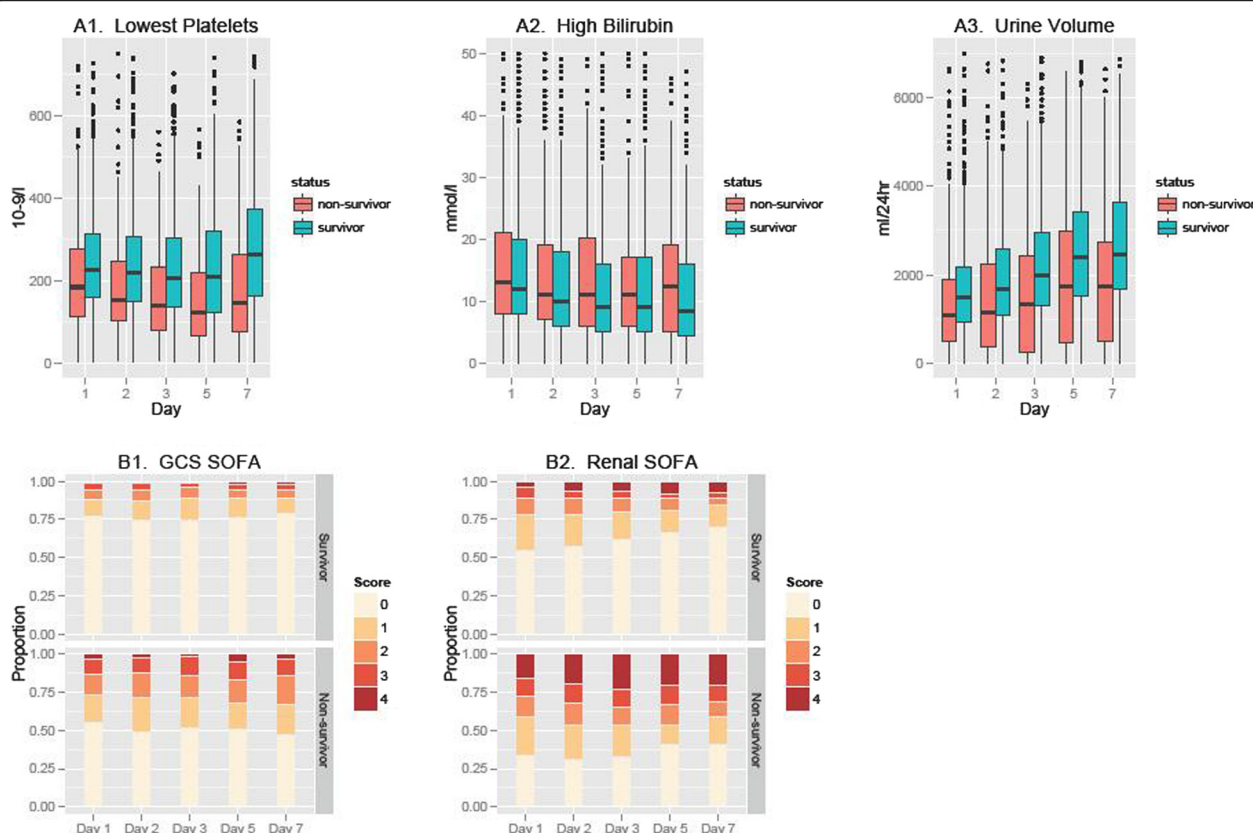 A1. Lowest Platelets
10-9/l
600
400
200
0
1 2 3 5 7
Day
status
non-survivor
survivor
A2. High Bilirubin
mmol/l
50
40
30
20
10
0
1 2 3 5 7
Day
status
non-survivor
survivor
A3. Urine Volume
ml/24hr
6000
4000
2000
0
1 2 3 5 7
Day
status
non-survivor
survivor
B1. GCS SOFA
Proportion
1.00
0.75
0.50
0.25
0.00
Survivor
1.00
0.75
0.50
0.25
0.00
Non-survivor
Day 1 Day 2 Day 3 Day 5 Day 7
Score
0
1
2
3
4
B2. Renal SOFA
Proportion
1.00
0.75
0.50
0.25
0.00
Survivor
1.00
0.75
0.50
0.25
0.00
Non-survivor
Day 1 Day 2 Day 3 Day 5 Day 7
Score
0
1
2
3
4